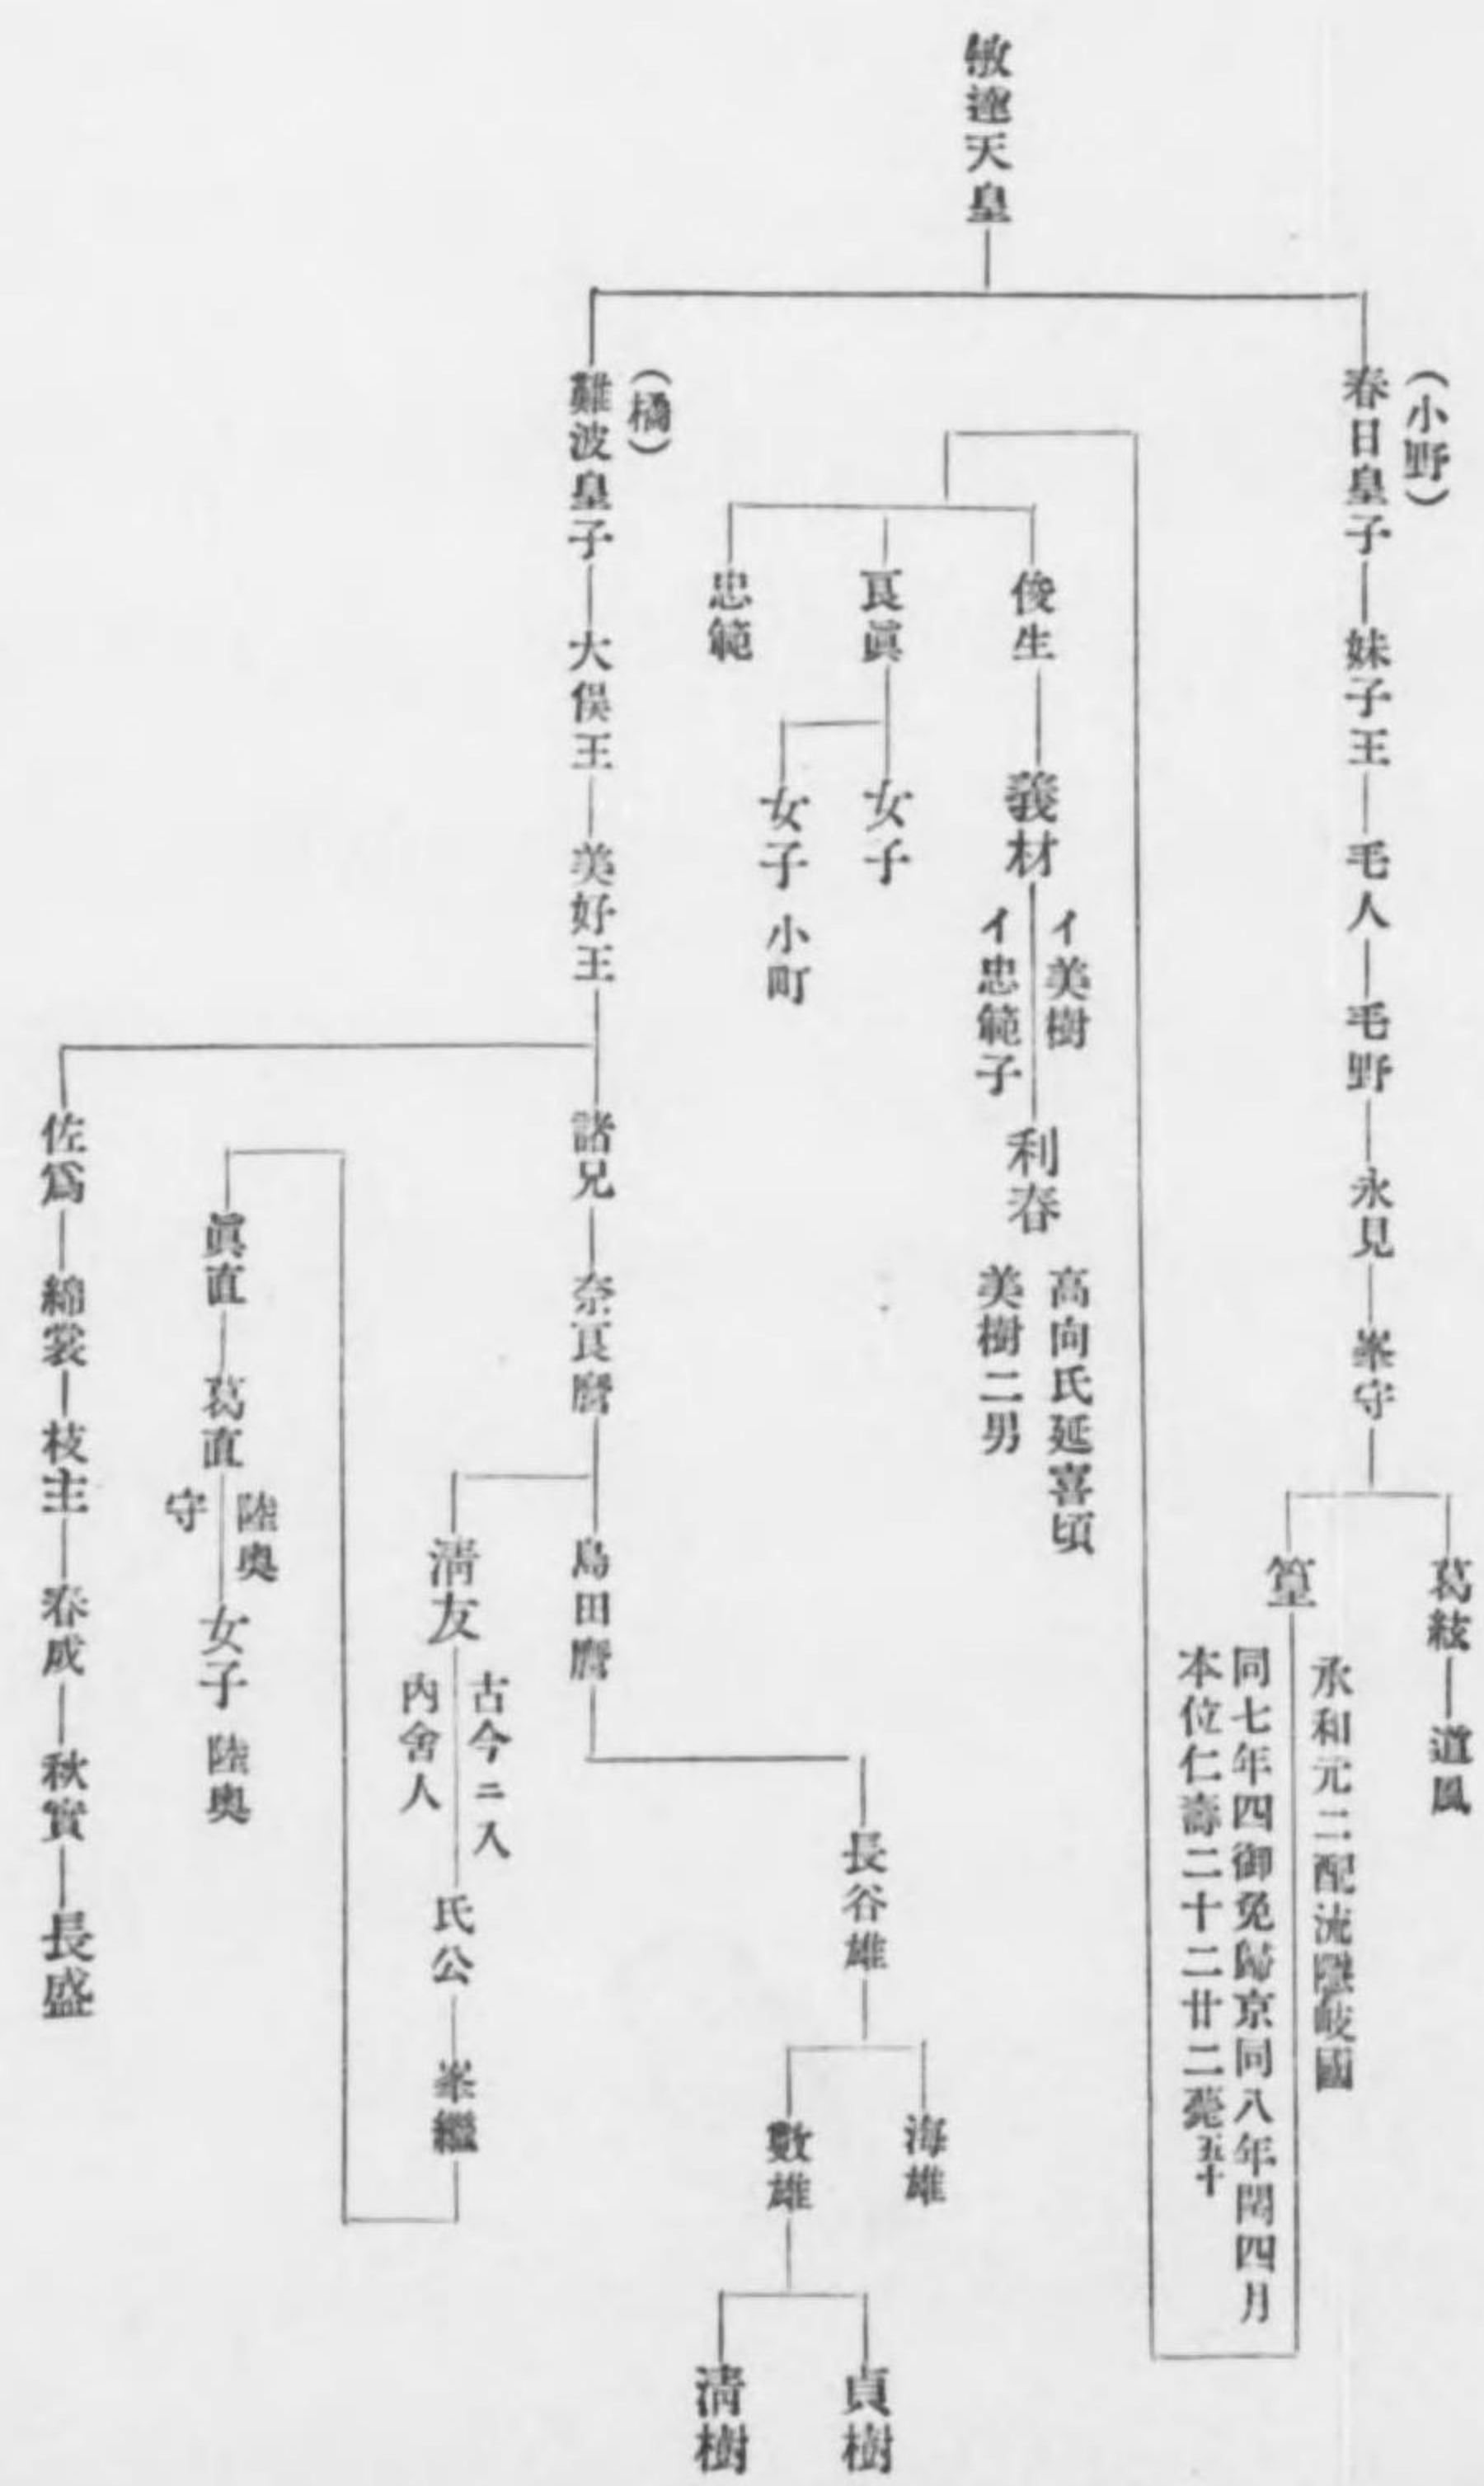 敏達天皇
(小野)
春日皇子―妹子王―毛人―毛野―永見―峯守
葛絃―道風
篁
承和元二配流隱岐國
同七年四御免歸京同八年閏四月
本位仁壽二十二廿二薨五十
俊生―義材
イ美樹
イ忠範子
利春
高向氏延喜頃
美樹二男
良眞
女子
女子 小町
忠範
(橘)
難波皇子―大俣王―美好王
諸兄―奈良麿
島田麿
長谷雄
海雄
數雄
貞樹
清樹
清友
古今ニ入
内舍人
氏公―峯繼
眞直―葛直
陸奥
守
女子 陸奥
佐爲―綿裳―枝主―春成―秋實―長盛